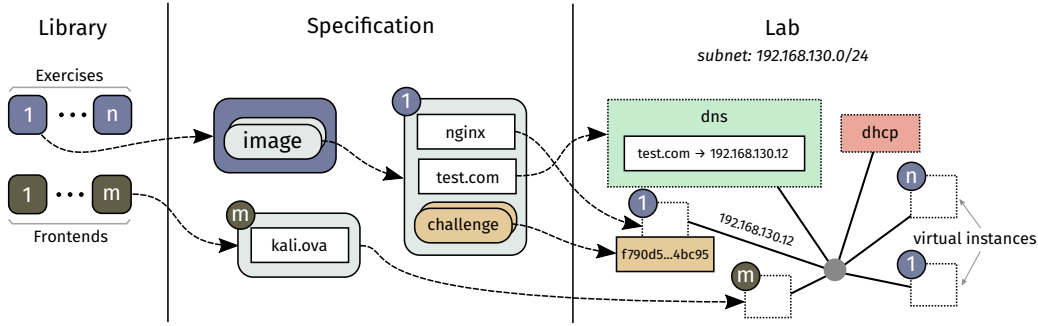 Library
Specification
Lab
subnet: 192.168.130.0/24
Exercises
1 ••• n
1 ••• m
Frontends
image
m
kali.ova
1
nginx
test.com
challenge
dns
test.com → 192.168.130.12
dhcp
1
192.168.130.12
f790d5...4bc95
m
n
virtual instances
1